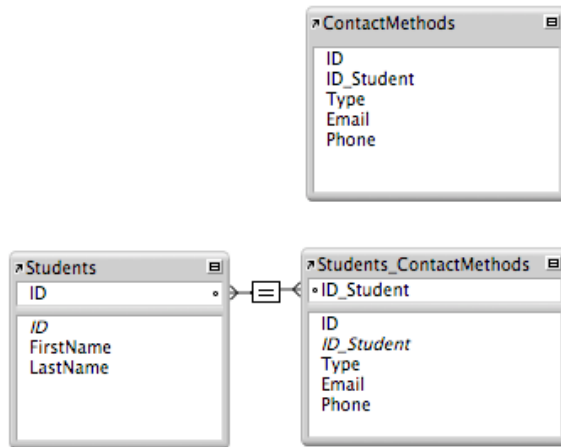 ContactMethods
ID
ID_Student
Type
Email
Phone
Students
ID
ID
FirstName
LastName
=
Students_ContactMethods
ID_Student
ID
ID_Student
Type
Email
Phone